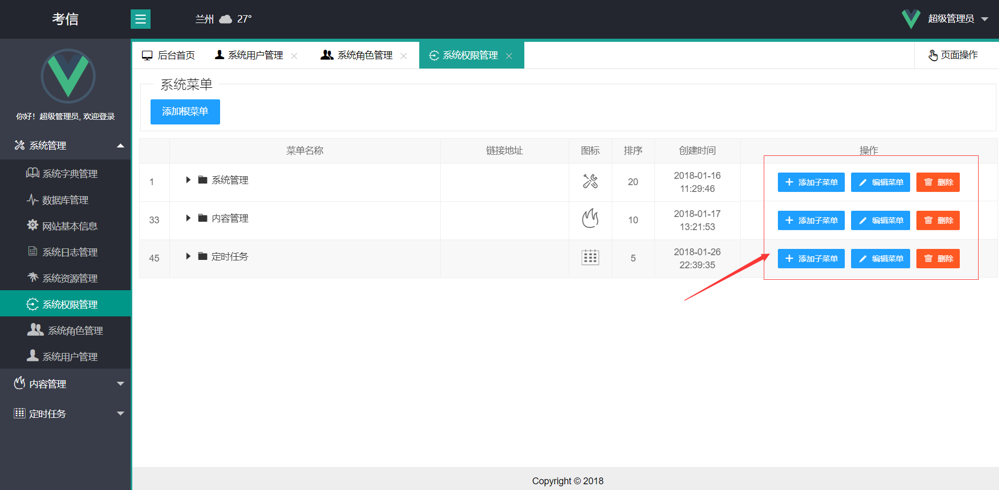 考信
兰州 27°
超级管理员
你好！超级管理员, 欢迎登录
系统管理
系统字典管理
数据库管理
网站基本信息
系统日志管理
系统资源管理
系统权限管理
系统角色管理
系统用户管理
内容管理
定时任务
后台首页 系统用户管理 系统角色管理 系统权限管理 页面操作
系统菜单
添加根菜单
菜单名称 链接地址 图标 排序 创建时间 操作
1 系统管理 20 2018-01-16 11:29:46 添加子菜单 编辑菜单 删除
33 内容管理 10 2018-01-17 13:21:53 添加子菜单 编辑菜单 删除
45 定时任务 5 2018-01-26 22:39:35 添加子菜单 编辑菜单 删除
Copyright © 2018